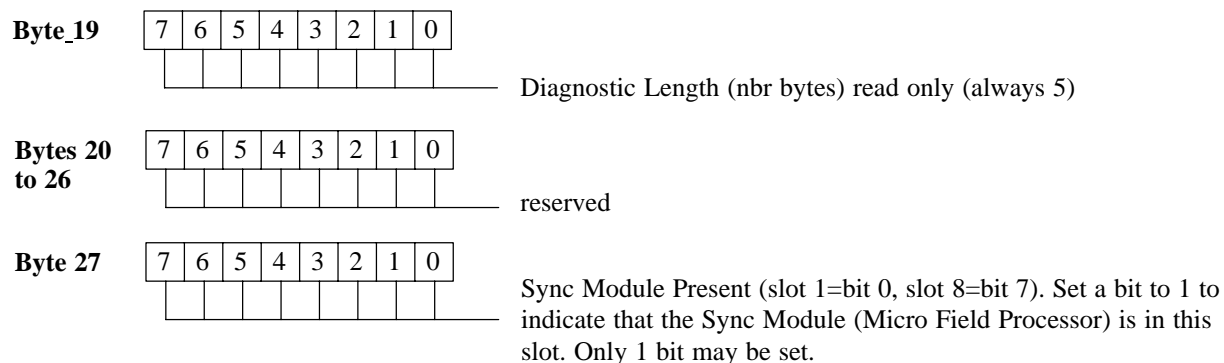 Byte 19
7 6 5 4 3 2 1 0
Diagnostic Length (nbr bytes) read only (always 5)
Bytes 20
to 26
7 6 5 4 3 2 1 0
reserved
Byte 27
7 6 5 4 3 2 1 0
Sync Module Present (slot 1=bit 0, slot 8=bit 7). Set a bit to 1 to
indicate that the Sync Module (Micro Field Processor) is in this
slot. Only 1 bit may be set.